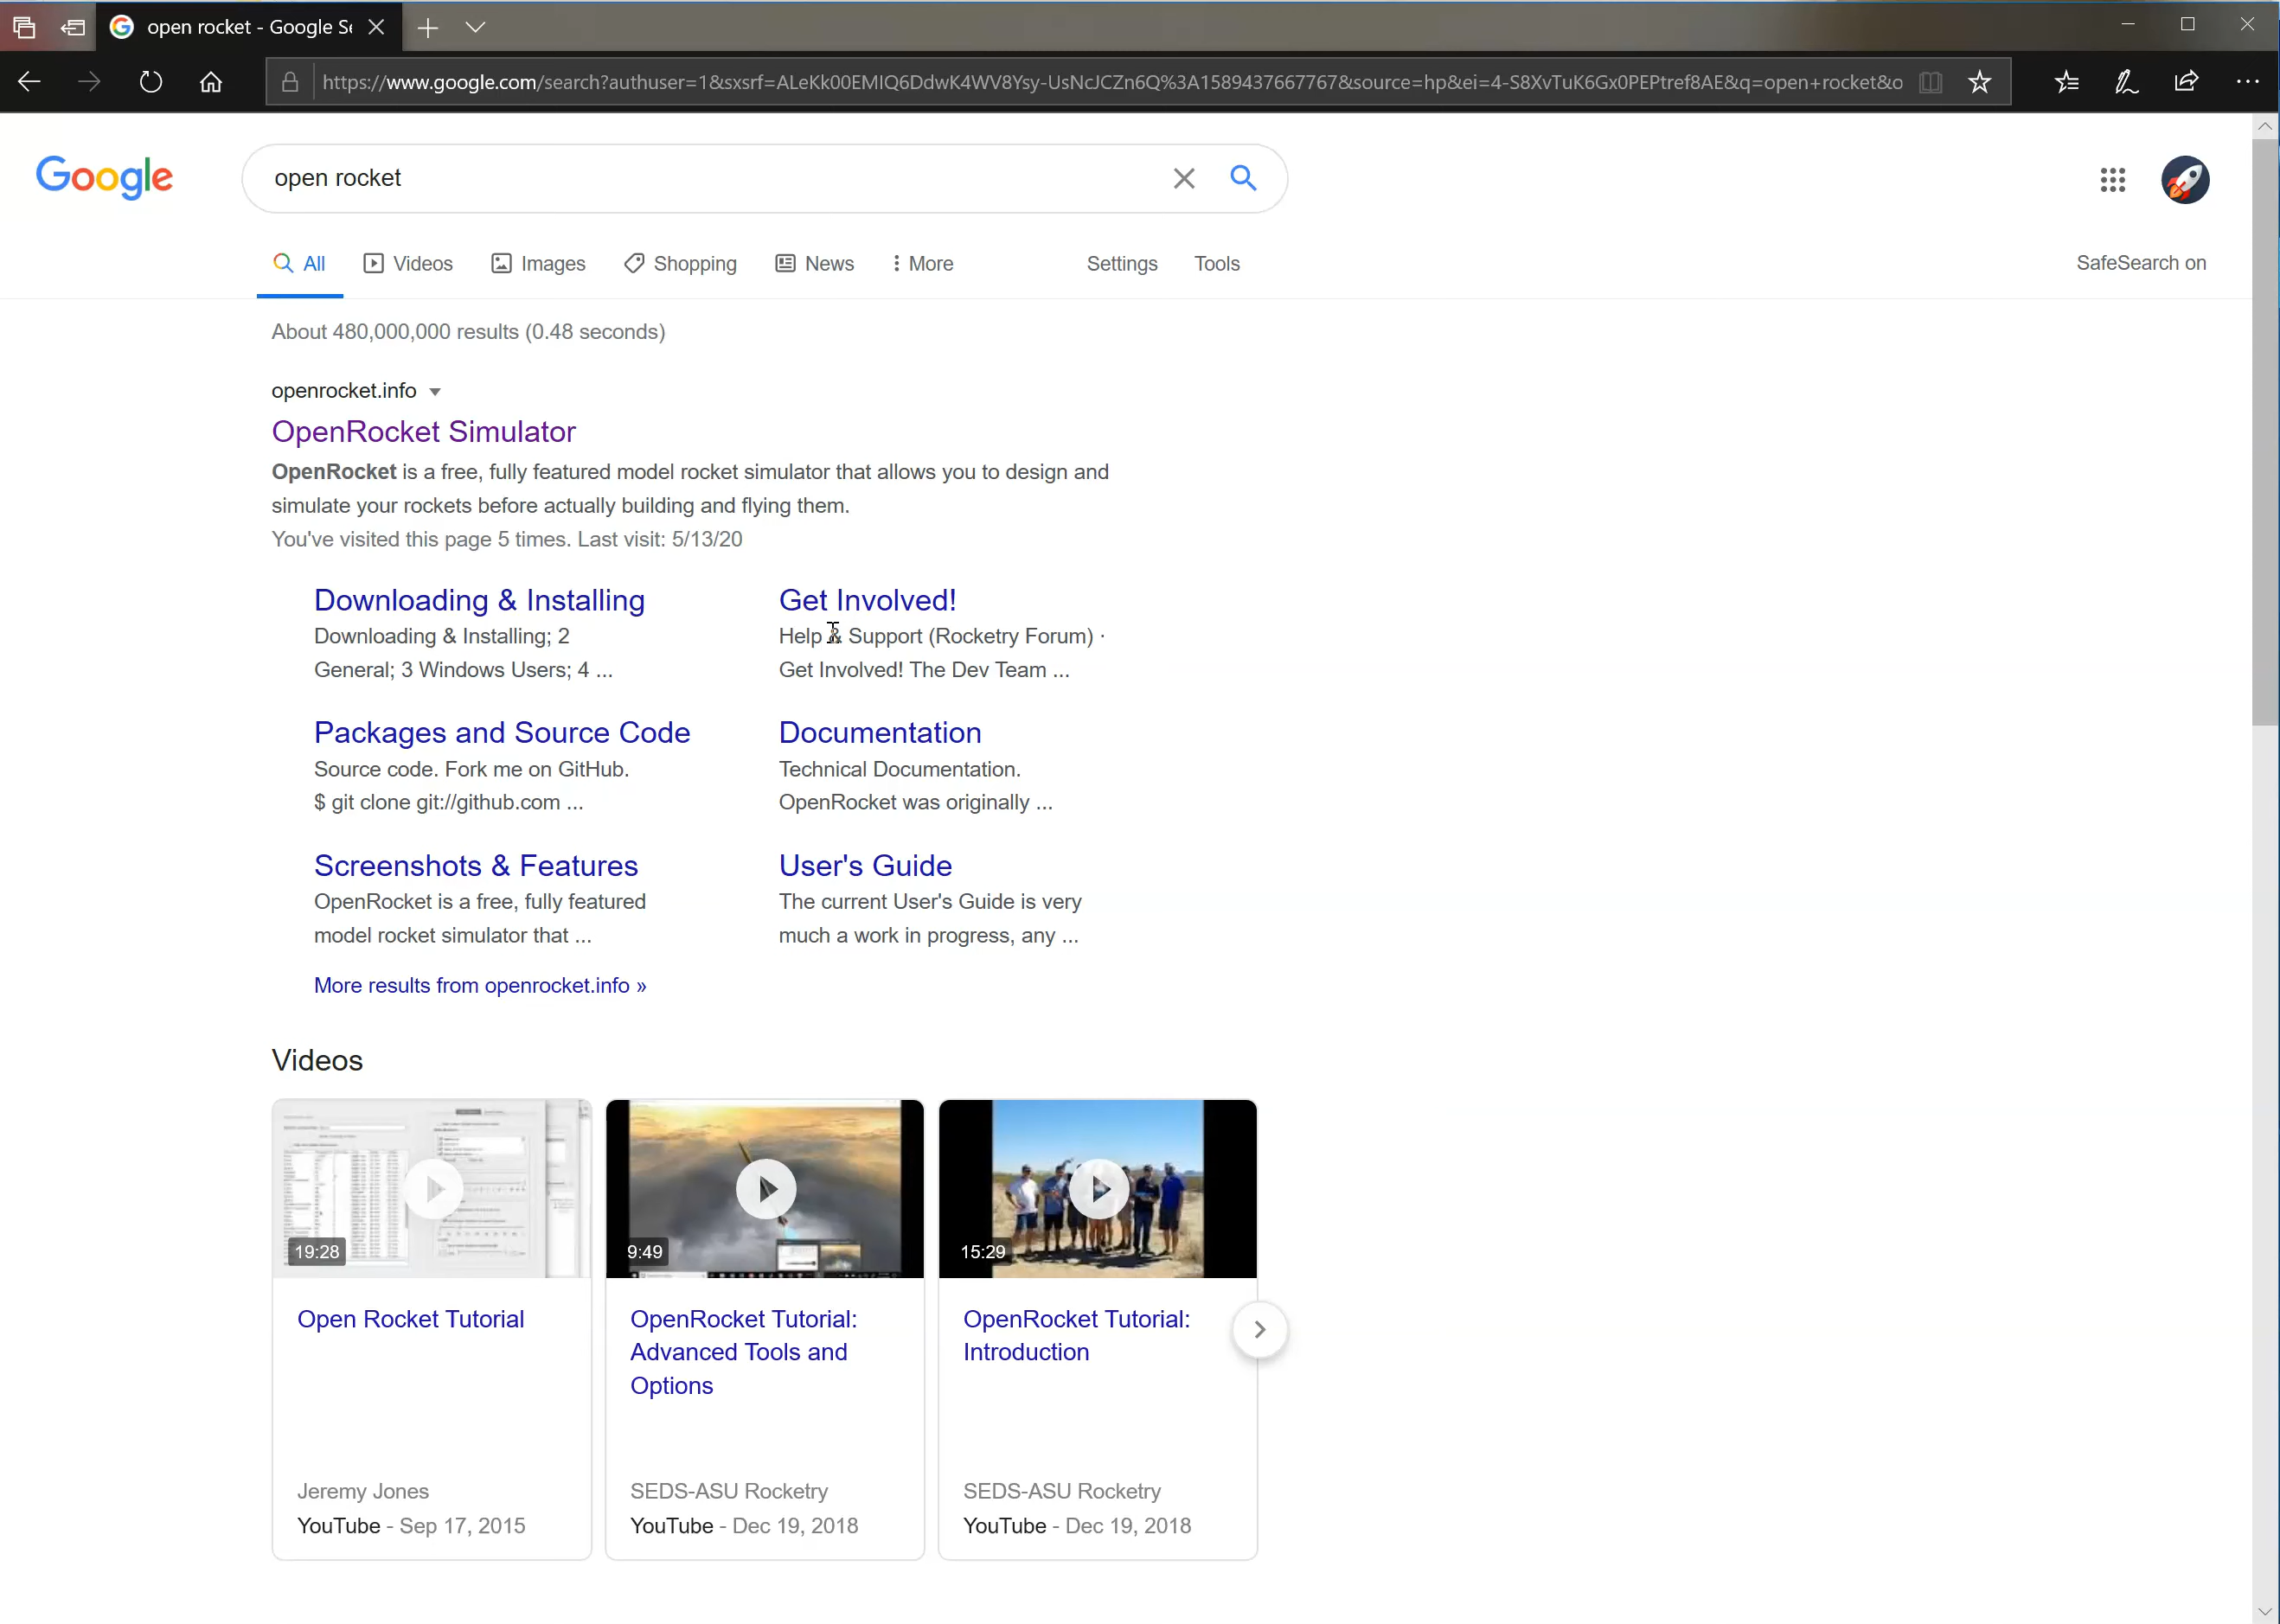 open rocket - Google Se
https://www.google.com/search?authuser=1&sxsrf=ALeKk00EMIQ6DdwK4WV8Ysy-UsNcJCZn6Q%3A1589437667767&source=hp&ei=4-S8XvTuK6Gx0PEPtref8AE&q=open+rocket&o
Google
open rocket
All
Videos
Images
Shopping
News
More
Settings
Tools
SafeSearch on
About 480,000,000 results (0.48 seconds)
openrocket.info
OpenRocket Simulator
OpenRocket is a free, fully featured model rocket simulator that allows you to design and
simulate your rockets before actually building and flying them.
You've visited this page 5 times. Last visit: 5/13/20
Downloading & Installing
Downloading & Installing; 2
General; 3 Windows Users; 4 ...
Get Involved!
Help & Support (Rocketry Forum) ·
Get Involved! The Dev Team ...
Packages and Source Code
Source code. Fork me on GitHub.
$ git clone git://github.com ...
Documentation
Technical Documentation.
OpenRocket was originally ...
Screenshots & Features
OpenRocket is a free, fully featured
model rocket simulator that ...
User's Guide
The current User's Guide is very
much a work in progress, any ...
More results from openrocket.info »
Videos
19:28
Open Rocket Tutorial
Jeremy Jones
YouTube - Sep 17, 2015
9:49
OpenRocket Tutorial:
Advanced Tools and
Options
SEDS-ASU Rocketry
YouTube - Dec 19, 2018
15:29
OpenRocket Tutorial:
Introduction
SEDS-ASU Rocketry
YouTube - Dec 19, 2018